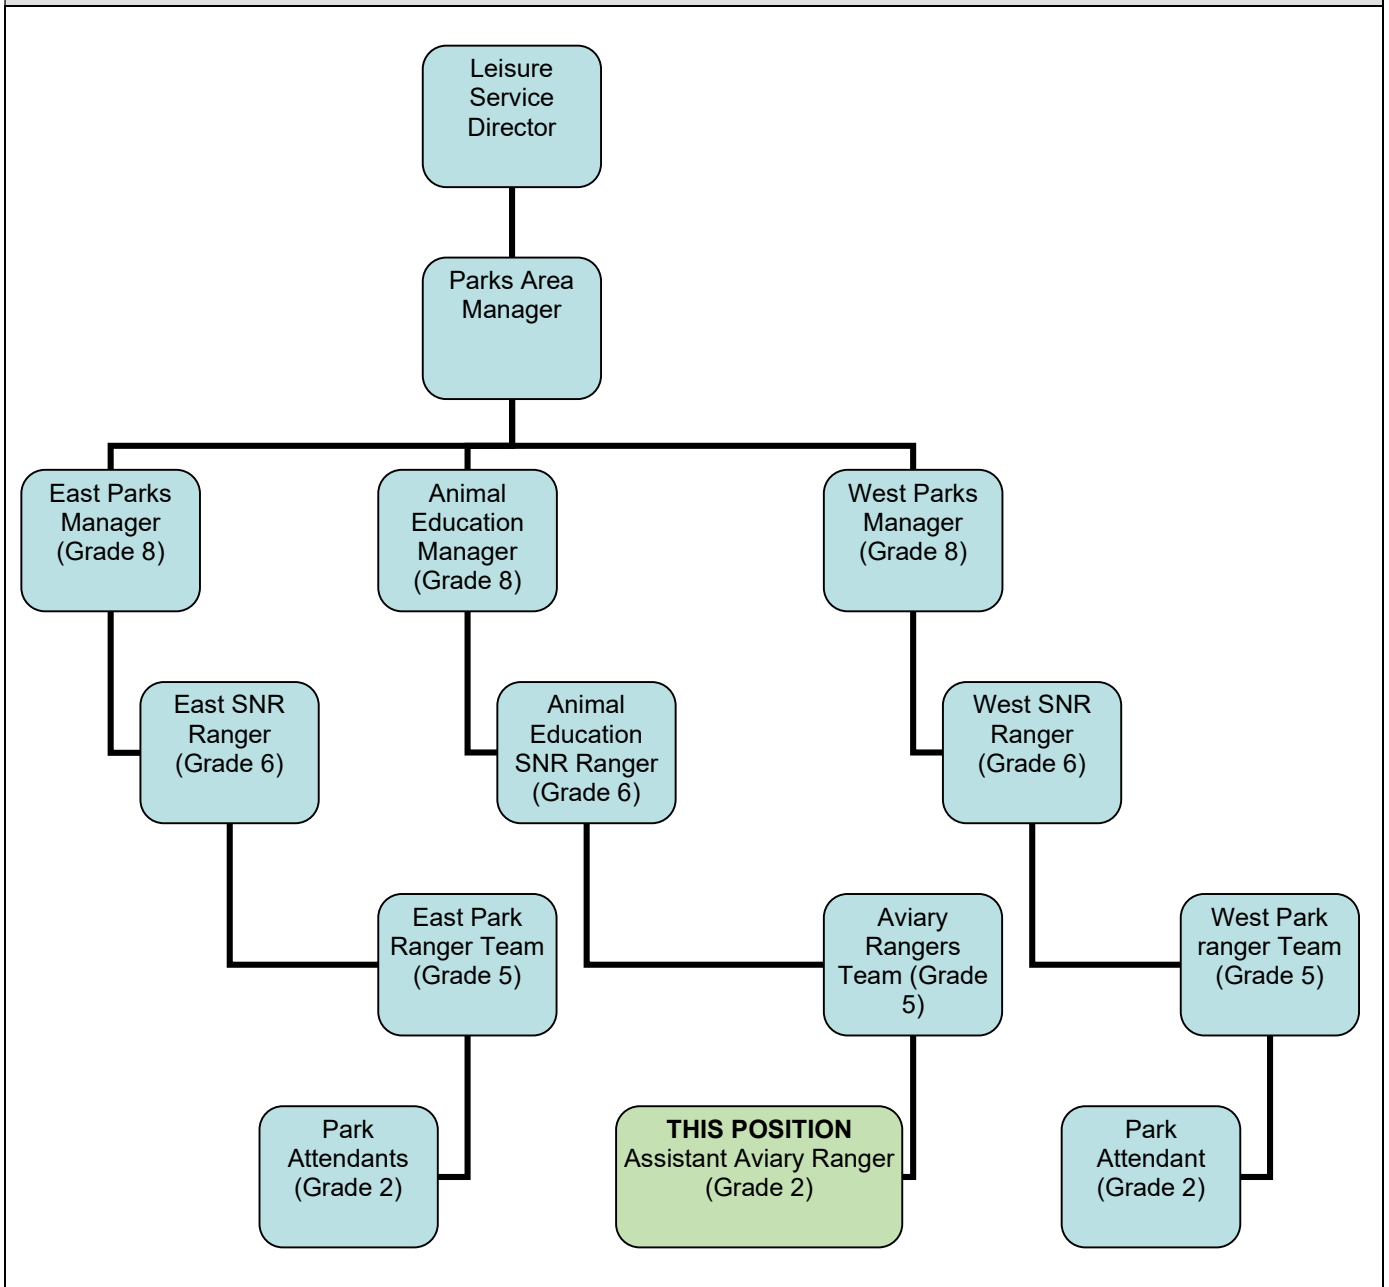 Leisure
Service
Director
Parks Area
Manager
East Parks
Manager
(Grade 8)
Animal
Education
Manager
(Grade 8)
West Parks
Manager
(Grade 8)
East SNR
Ranger
(Grade 6)
Animal
Education
SNR Ranger
(Grade 6)
West SNR
Ranger
(Grade 6)
East Park
Ranger Team
(Grade 5)
Aviary
Rangers
Team (Grade
5)
West Park
ranger Team
(Grade 5)
Park
Attendants
(Grade 2)
THIS POSITION
Assistant Aviary Ranger
(Grade 2)
Park
Attendant
(Grade 2)